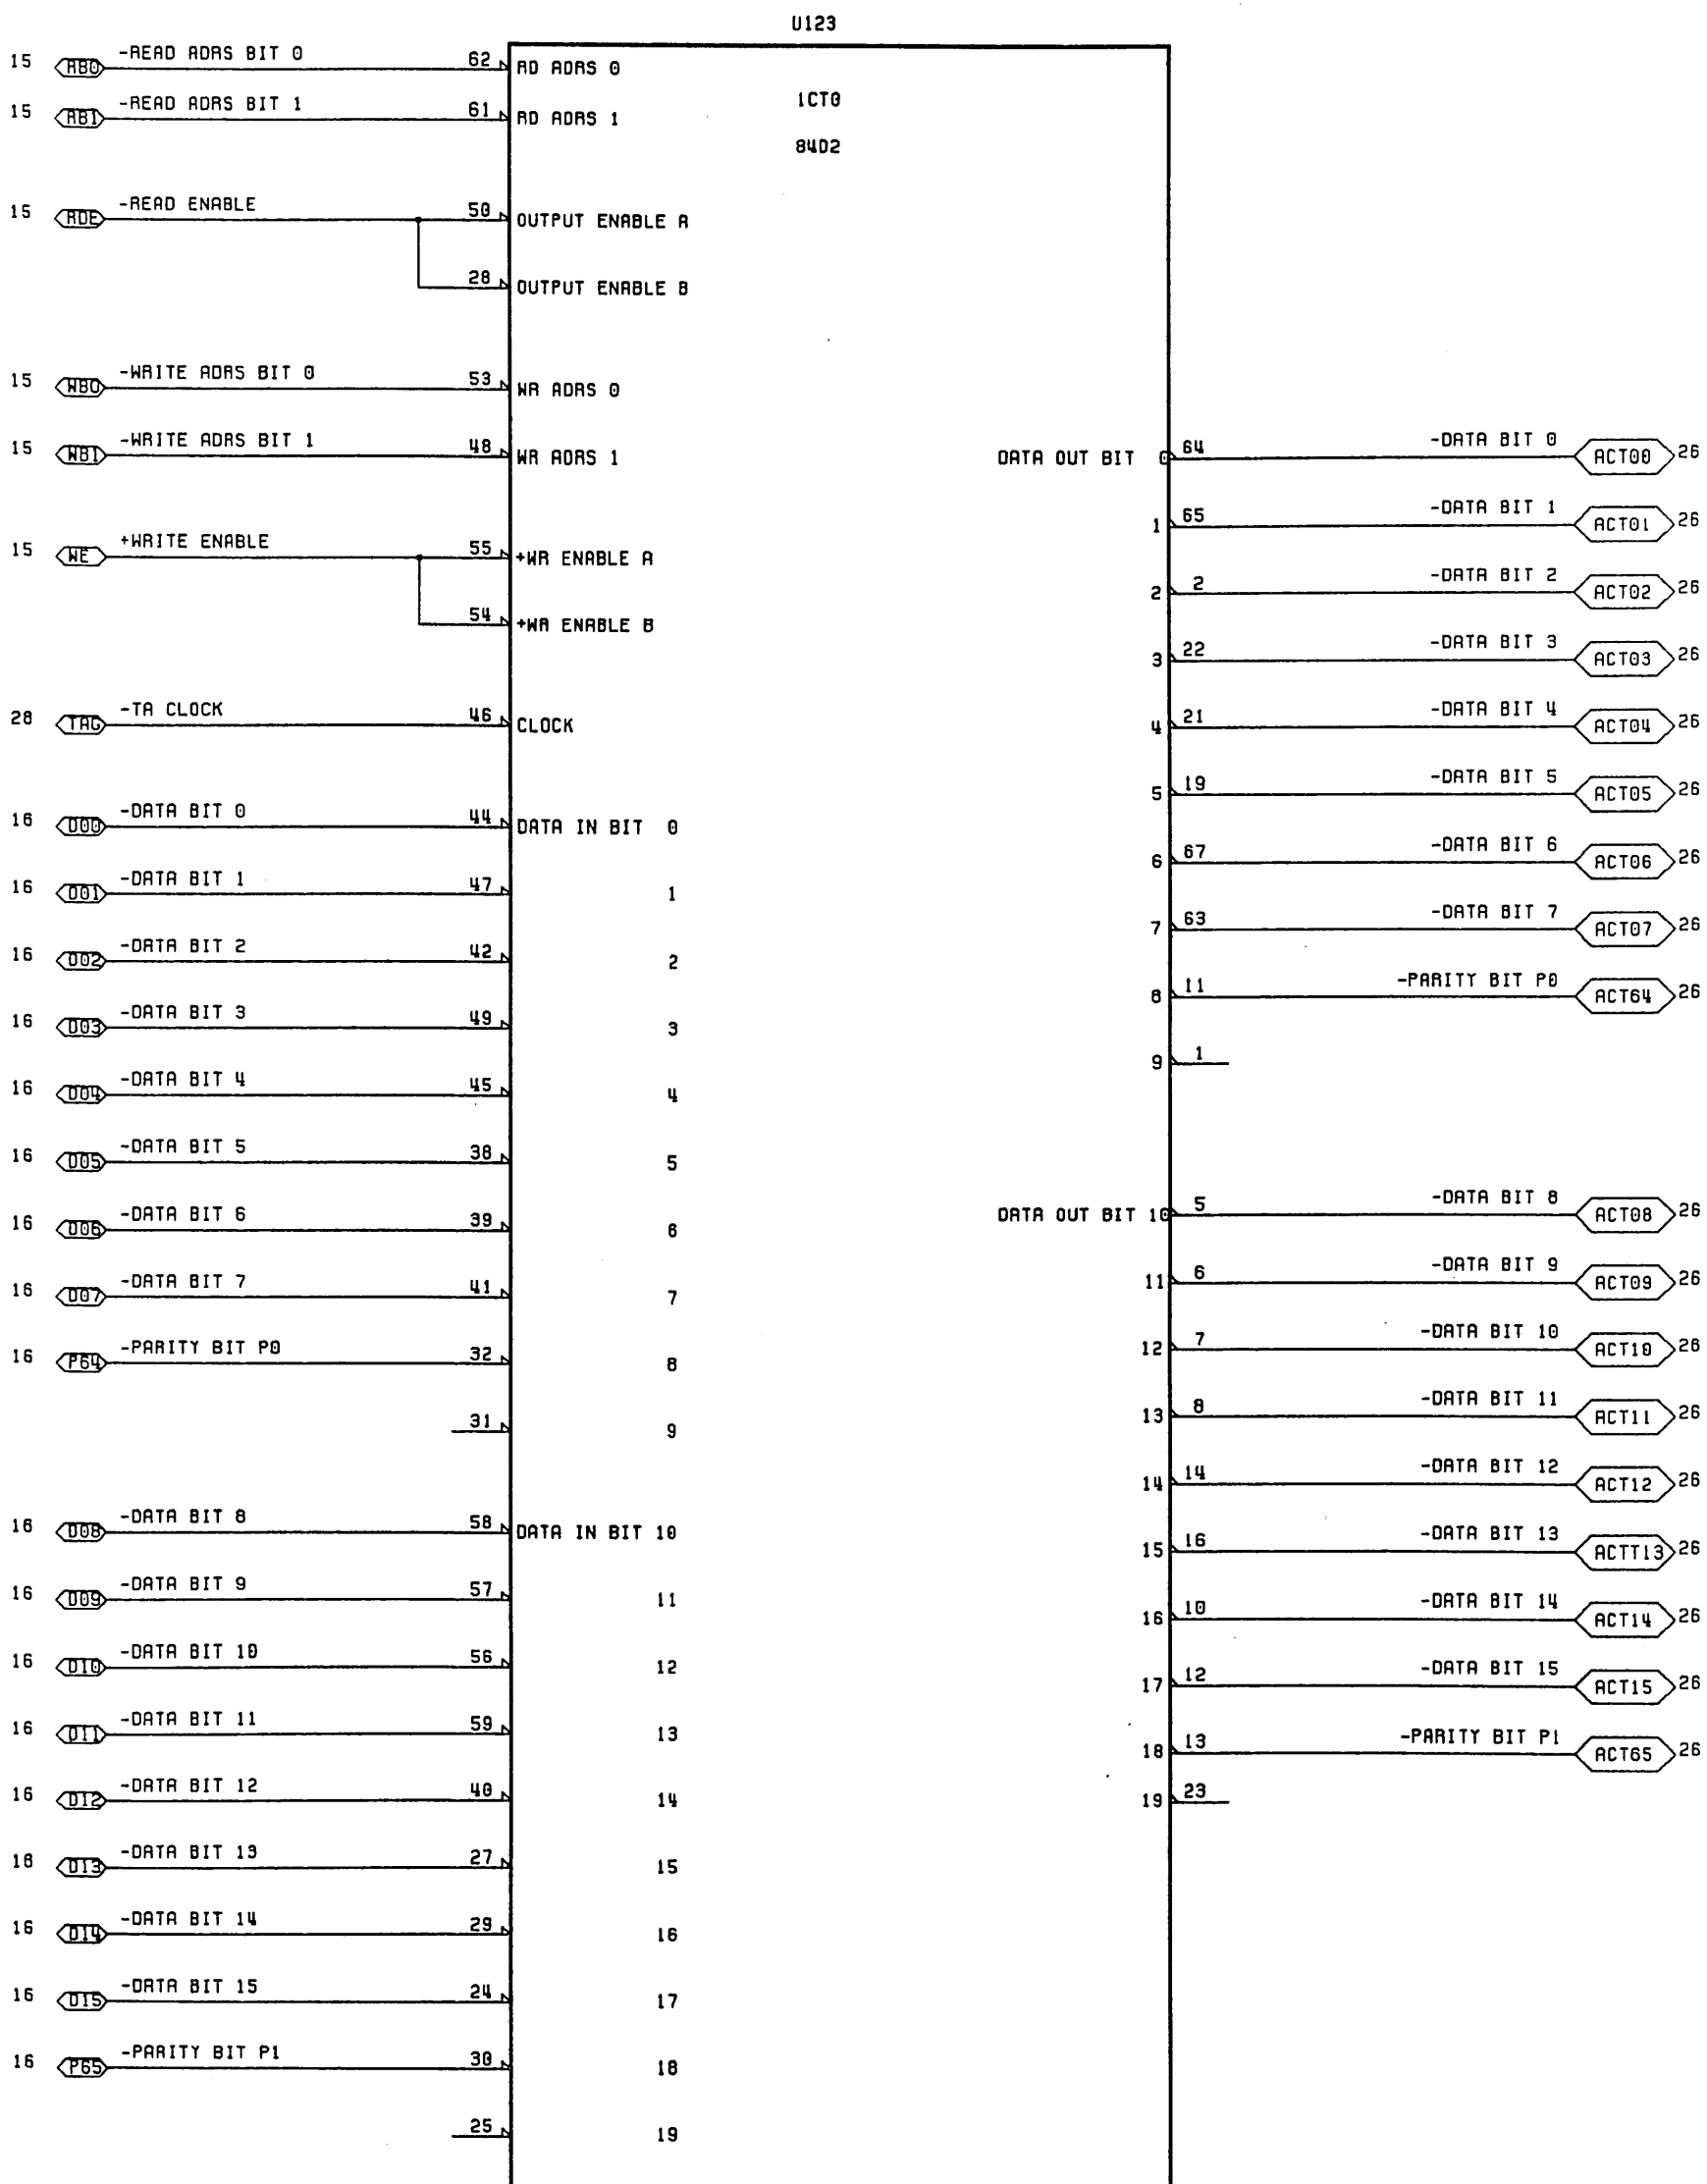 U123
1CT0
84D2
15 RB0 -READ ADRS BIT 0 62 RD ADRS 0
15 RB1 -READ ADRS BIT 1 61 RD ADRS 1
15 RDE -READ ENABLE 50 OUTPUT ENABLE A
28 OUTPUT ENABLE B
15 WB0 -WRITE ADRS BIT 0 53 WR ADRS 0
15 WB1 -WRITE ADRS BIT 1 48 WR ADRS 1
15 WE +WRITE ENABLE 55 +WR ENABLE A
54 +WR ENABLE B
28 TAG -TA CLOCK 46 CLOCK
16 D00 -DATA BIT 0 44 DATA IN BIT 0
16 D01 -DATA BIT 1 47 1
16 D02 -DATA BIT 2 42 2
16 D03 -DATA BIT 3 49 3
16 D04 -DATA BIT 4 45 4
16 D05 -DATA BIT 5 38 5
16 D06 -DATA BIT 6 39 6
16 D07 -DATA BIT 7 41 7
16 P64 -PARITY BIT P0 32 8
31 9
16 D08 -DATA BIT 8 58 DATA IN BIT 10
16 D09 -DATA BIT 9 57 11
16 D10 -DATA BIT 10 56 12
16 D11 -DATA BIT 11 59 13
16 D12 -DATA BIT 12 40 14
16 D13 -DATA BIT 13 27 15
16 D14 -DATA BIT 14 29 16
16 D15 -DATA BIT 15 24 17
16 P65 -PARITY BIT P1 30 18
25 19
DATA OUT BIT 0 64 -DATA BIT 0 ACT00 26
1 65 -DATA BIT 1 ACT01 26
2 2 -DATA BIT 2 ACT02 26
3 22 -DATA BIT 3 ACT03 26
4 21 -DATA BIT 4 ACT04 26
5 19 -DATA BIT 5 ACT05 26
6 67 -DATA BIT 6 ACT06 26
7 63 -DATA BIT 7 ACT07 26
8 11 -PARITY BIT P0 ACT64 26
9 1
DATA OUT BIT 10 5 -DATA BIT 8 ACT08 26
11 6 -DATA BIT 9 ACT09 26
12 7 -DATA BIT 10 ACT10 26
13 8 -DATA BIT 11 ACT11 26
14 14 -DATA BIT 12 ACT12 26
15 16 -DATA BIT 13 ACTT13 26
16 10 -DATA BIT 14 ACT14 26
17 12 -DATA BIT 15 ACT15 26
18 13 -PARITY BIT P1 ACT65 26
19 23